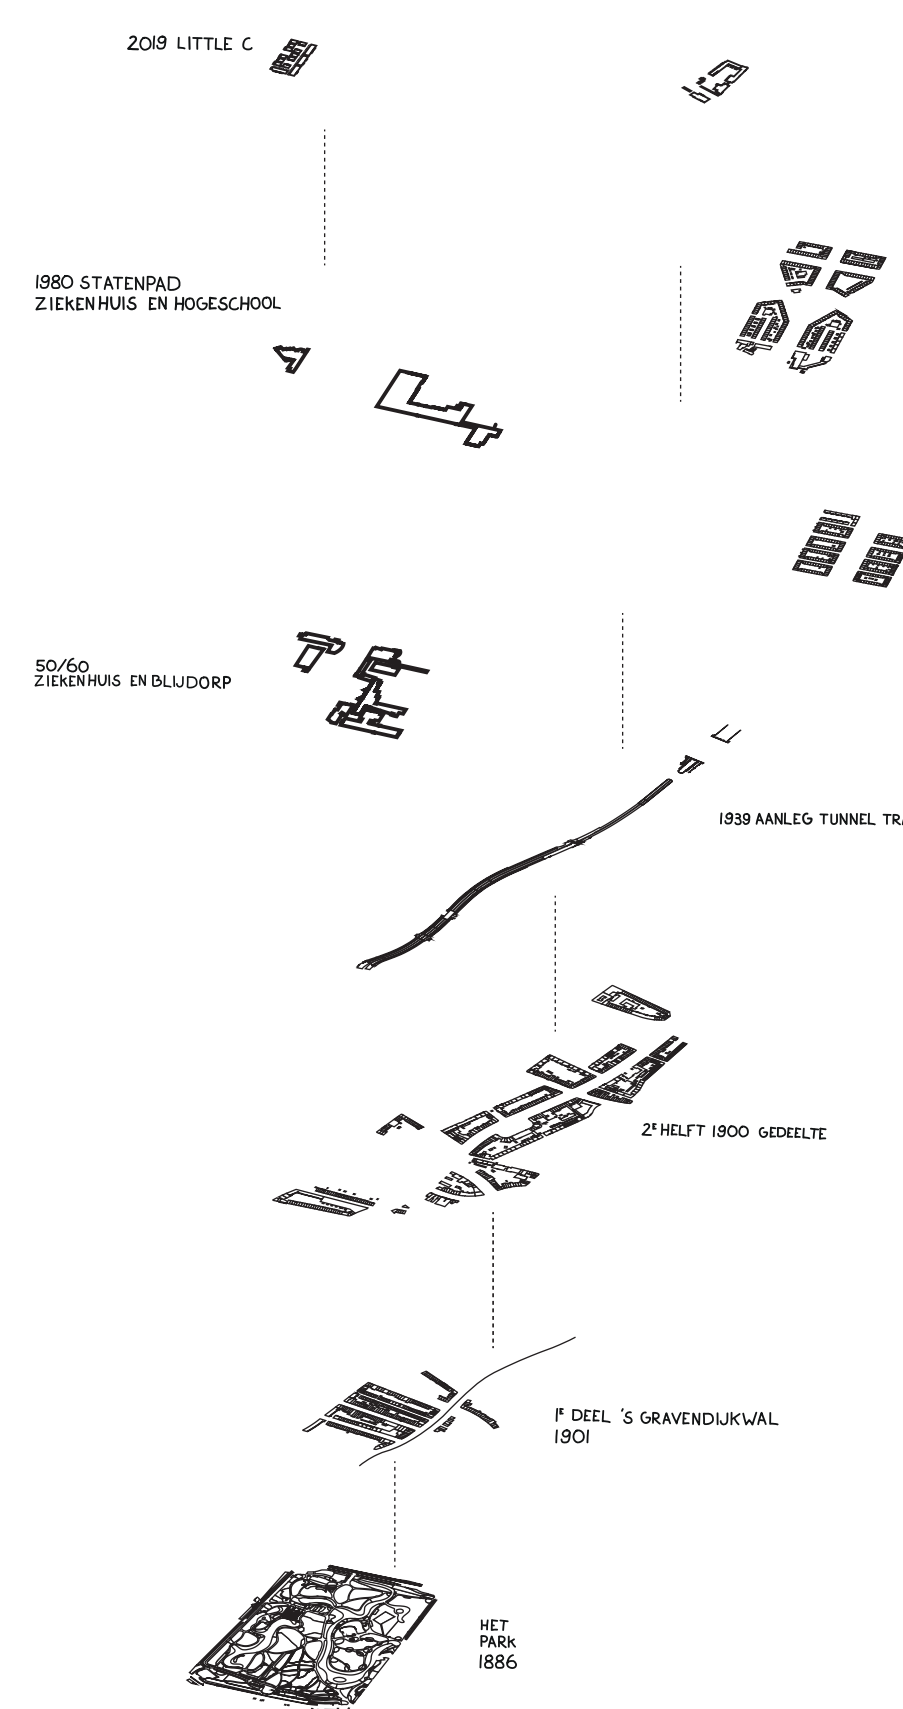 2019 LITTLE C
1980 STATENPAD
ZIEKENHUIS EN HOGESCHOOL
50/60
ZIEKENHUIS EN BLIJDORP
1939 AANLEG TUNNEL
2E HELFT 1900 GEDEELTE
1E DEEL 'S GRAVENDIJKWAL
1901
HET
PARK
1886